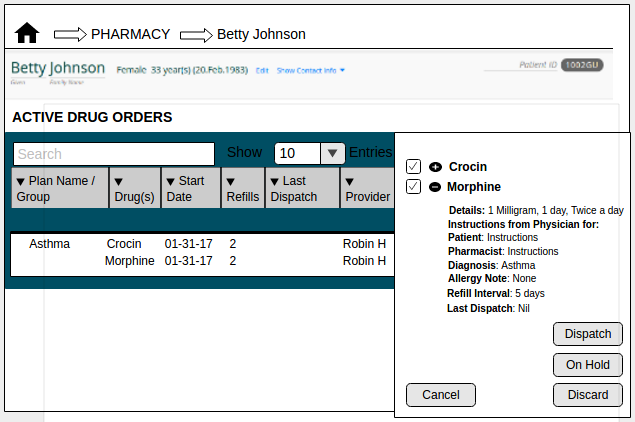 PHARMACY Betty Johnson
Betty Johnson Female 33 year(s) (20.Feb.1983) Edit Show Contact Info Patient ID 1002GU
Given Family Name
ACTIVE DRUG ORDERS
Search Show 10 Entries
Plan Name / Group Drug(s) Start Date Refills Last Dispatch Provider
Asthma Crocin 01-31-17 2 Robin H
Morphine 01-31-17 2 Robin H
Crocin
Morphine
Details: 1 Milligram, 1 day, Twice a day
Instructions from Physician for:
Patient: Instructions
Pharmacist: Instructions
Diagnosis: Asthma
Allergy Note: None
Refill Interval: 5 days
Last Dispatch: Nil
Dispatch
On Hold
Cancel Discard